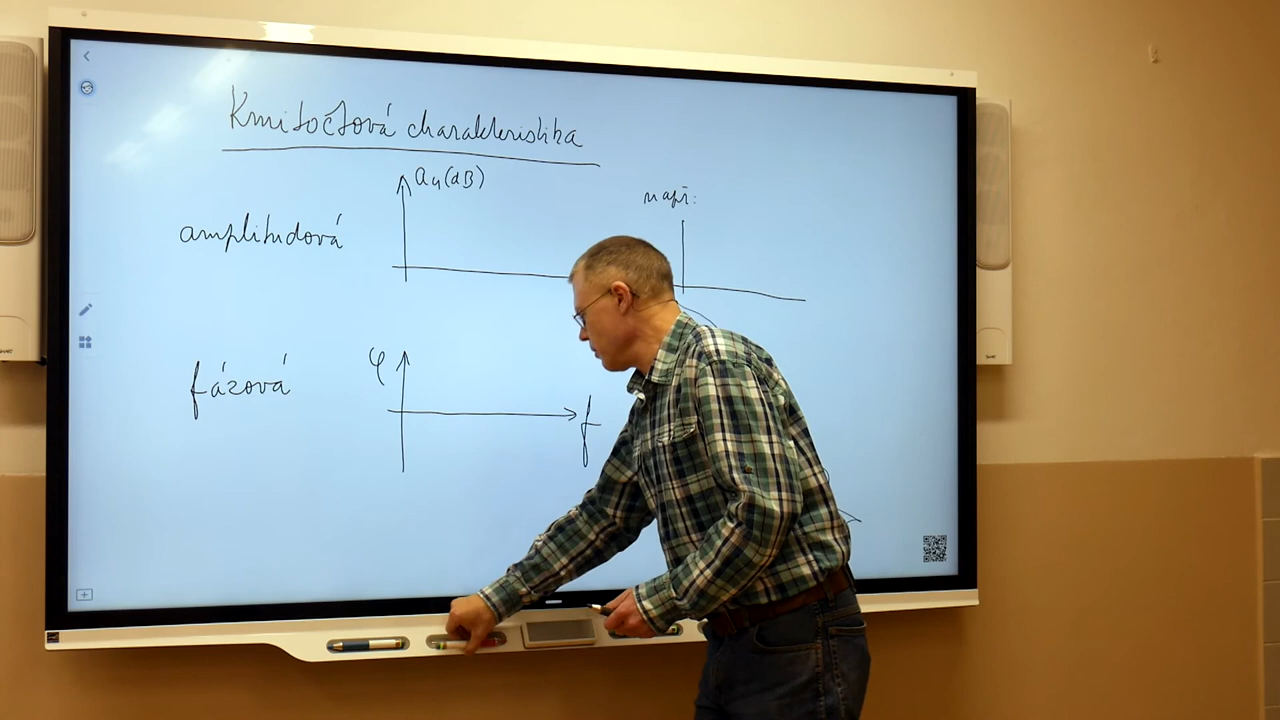 Kmitočtová charakteristika
au(dB)
např:
amplitudová
φ
fázová
f